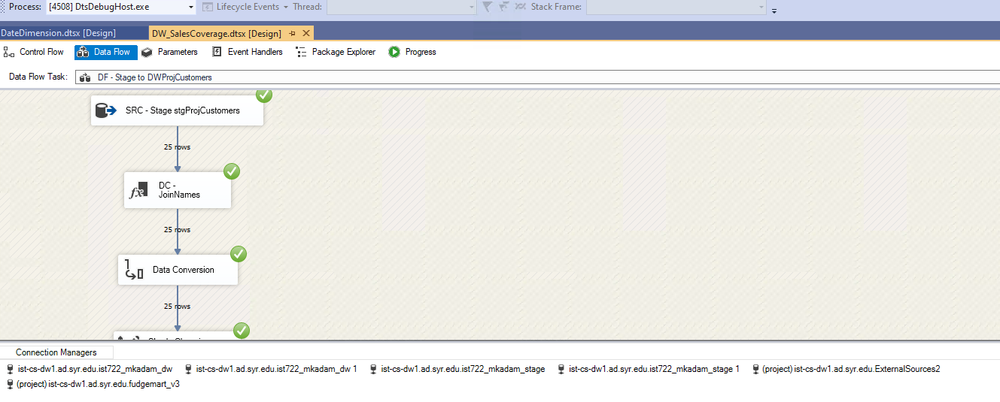 Process: [4508] DtsDebugHost.exe Lifecycle Events Thread: Stack Frame:
DateDimension.dtsx [Design] DW_SalesCoverage.dtsx [Design]
Control Flow Data Flow Parameters Event Handlers Package Explorer Progress
Data Flow Task: DF - Stage to DWProjCustomers
SRC - Stage stgProjCustomers
25 rows
DC -
JoinNames
25 rows
Data Conversion
25 rows
Connection Managers
ist-cs-dw1.ad.syr.edu.ist722_mkadam_dw ist-cs-dw1.ad.syr.edu.ist722_mkadam_dw 1 ist-cs-dw1.ad.syr.edu.ist722_mkadam_stage ist-cs-dw1.ad.syr.edu.ist722_mkadam_stage 1 (project) ist-cs-dw1.ad.syr.edu.ExternalSources2
(project) ist-cs-dw1.ad.syr.edu.fudgemart_v3